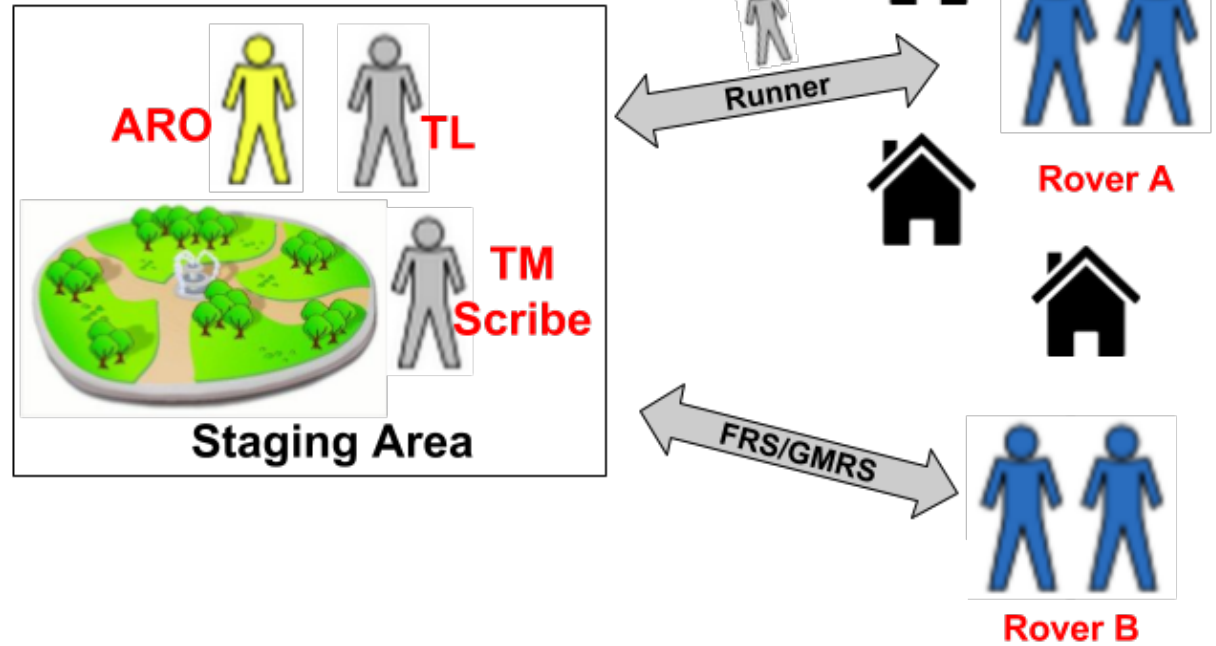 Runner
ARO
TL
Rover A
TM
Scribe
Staging Area
FRS/GMRS
Rover B